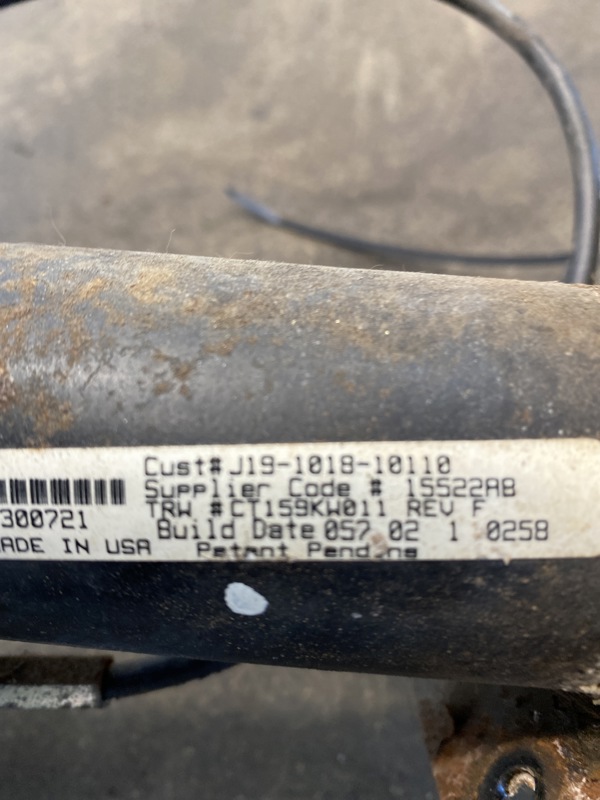 Cust# J19-1018-10110
Supplier Code # 15522AB
TRW # CT159KW011 REV F
Build Date 057 02 1 0258
Patent Pending
300721
ADE IN USA